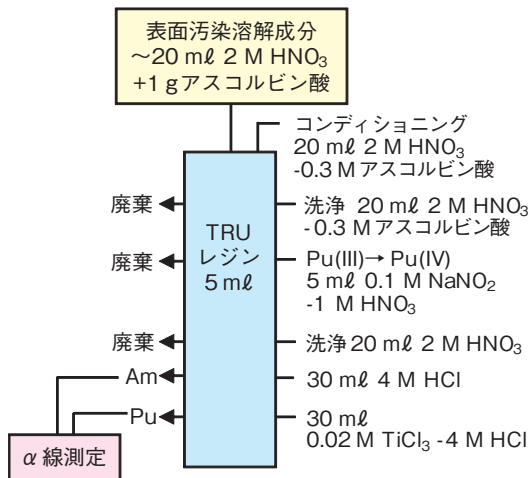 表面汚染溶解成分
～20 mℓ 2 M HNO₃
+1 gアスコルビン酸
コンディショニング
20 mℓ 2 M HNO₃
-0.3 Mアスコルビン酸
廃棄
洗浄 20 mℓ 2 M HNO₃
-0.3 Mアスコルビン酸
TRU
レジン
5 mℓ
廃棄
Pu(III)→ Pu(IV)
5 mℓ 0.1 M NaNO₂
-1 M HNO₃
廃棄
洗浄20 mℓ 2 M HNO₃
Am
30 mℓ 4 M HCl
Pu
30 mℓ
0.02 M TiCl₃ -4 M HCl
α 線測定